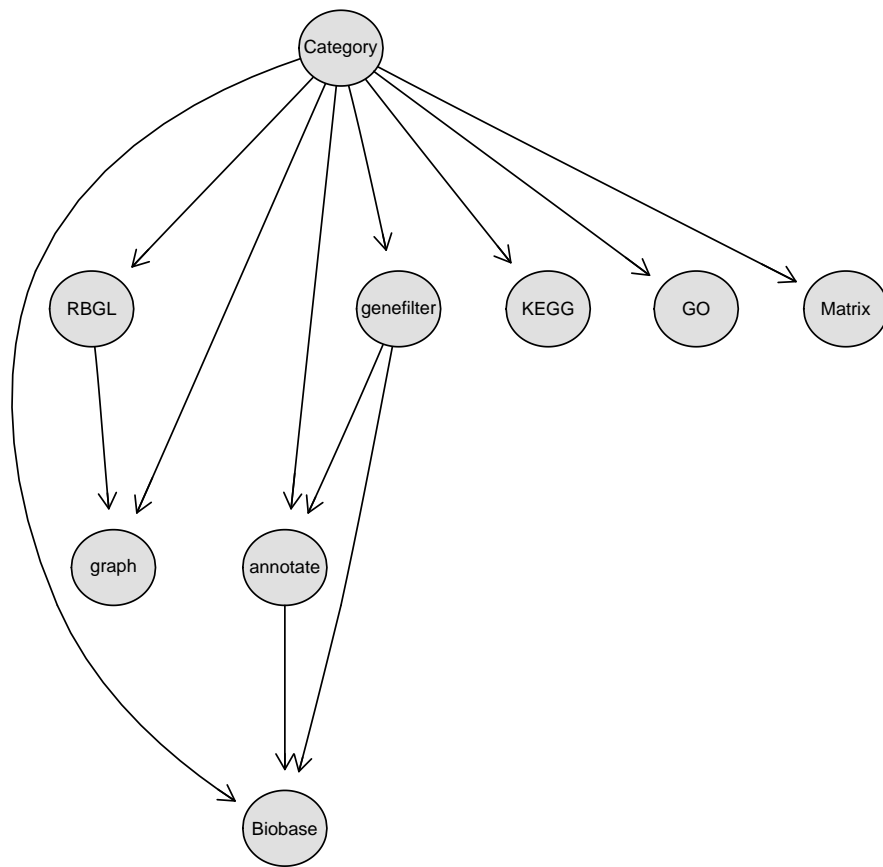 Category
RBGL
genefilter
KEGG
GO
Matrix
graph
annotate
Biobase